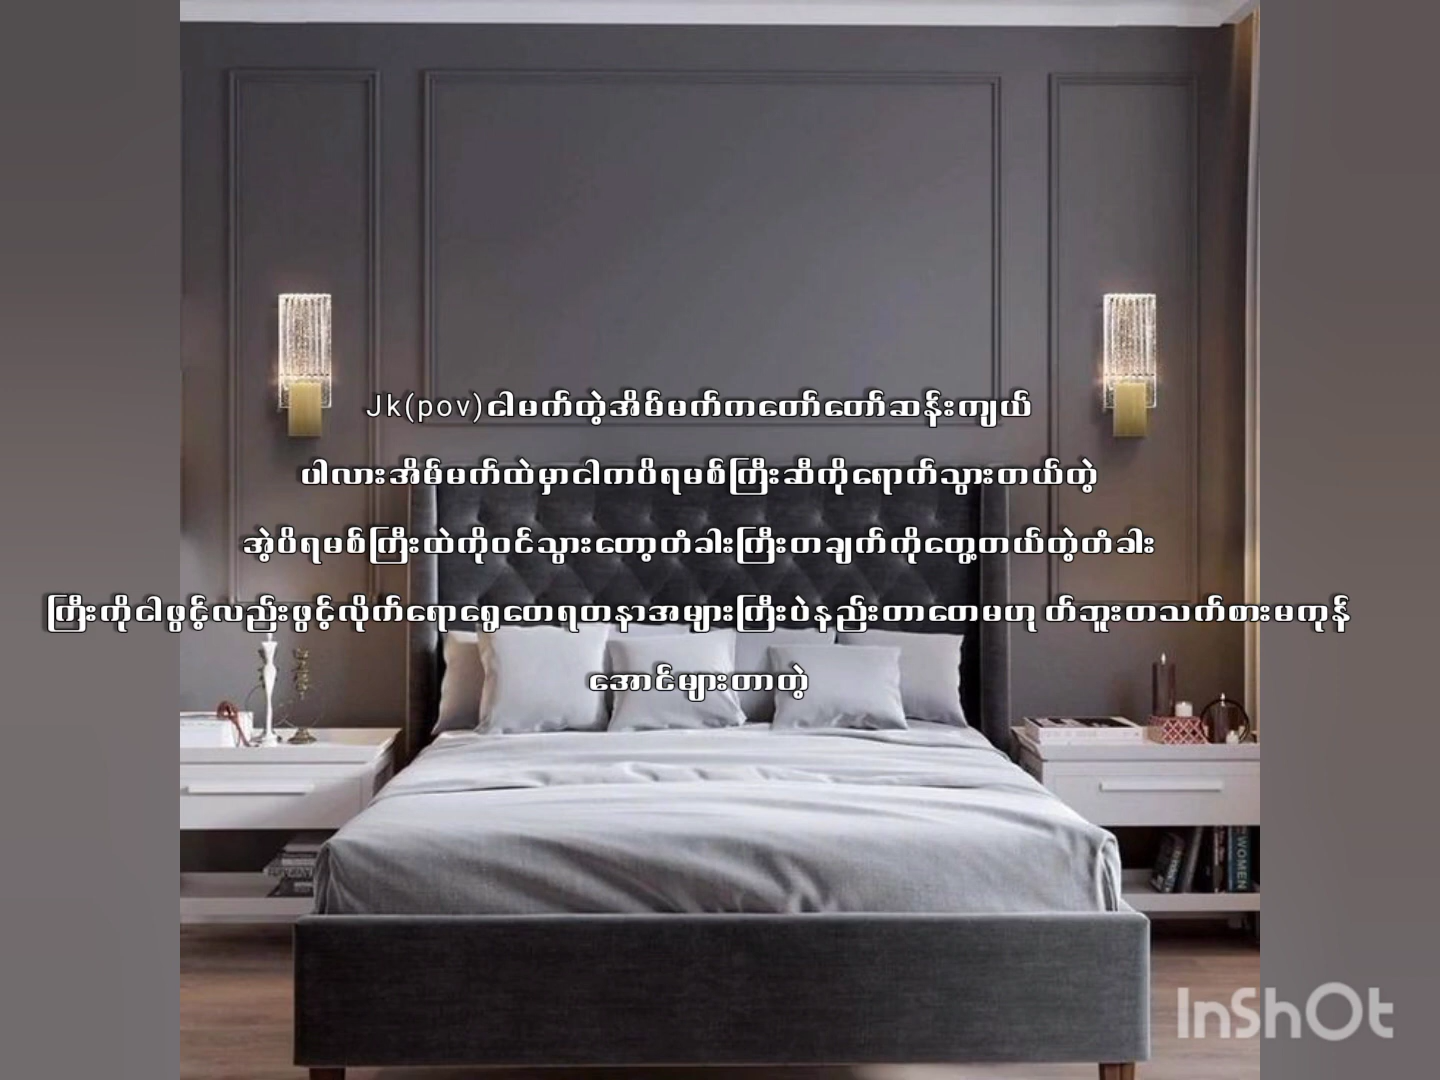 Jk(pov)ငါမက်တဲ့အိမ်မက်ကတော်တော်ဆန်းကျယ်
ပါလားအိမ်မက်ထဲမှာငါကပိရမစ်ကြီးဆီကိုရောက်သွားတယ်တဲ့
အဲ့ပိရမစ်ကြီးထဲကိုဝင်သွားတော့တံခါးကြီးတချက်ကိုတွေ့တယ်တဲ့တံခါး
ကြီးကိုငါဖွင့်လည်းဖွင့်လိုက်ရောရွှေတေရတနာအများကြီးပဲနည်းတာတေမဟု တ်ဘူးတသက်စားမကုန်
အောင်များတာတဲ့
WOMEN
InShOt